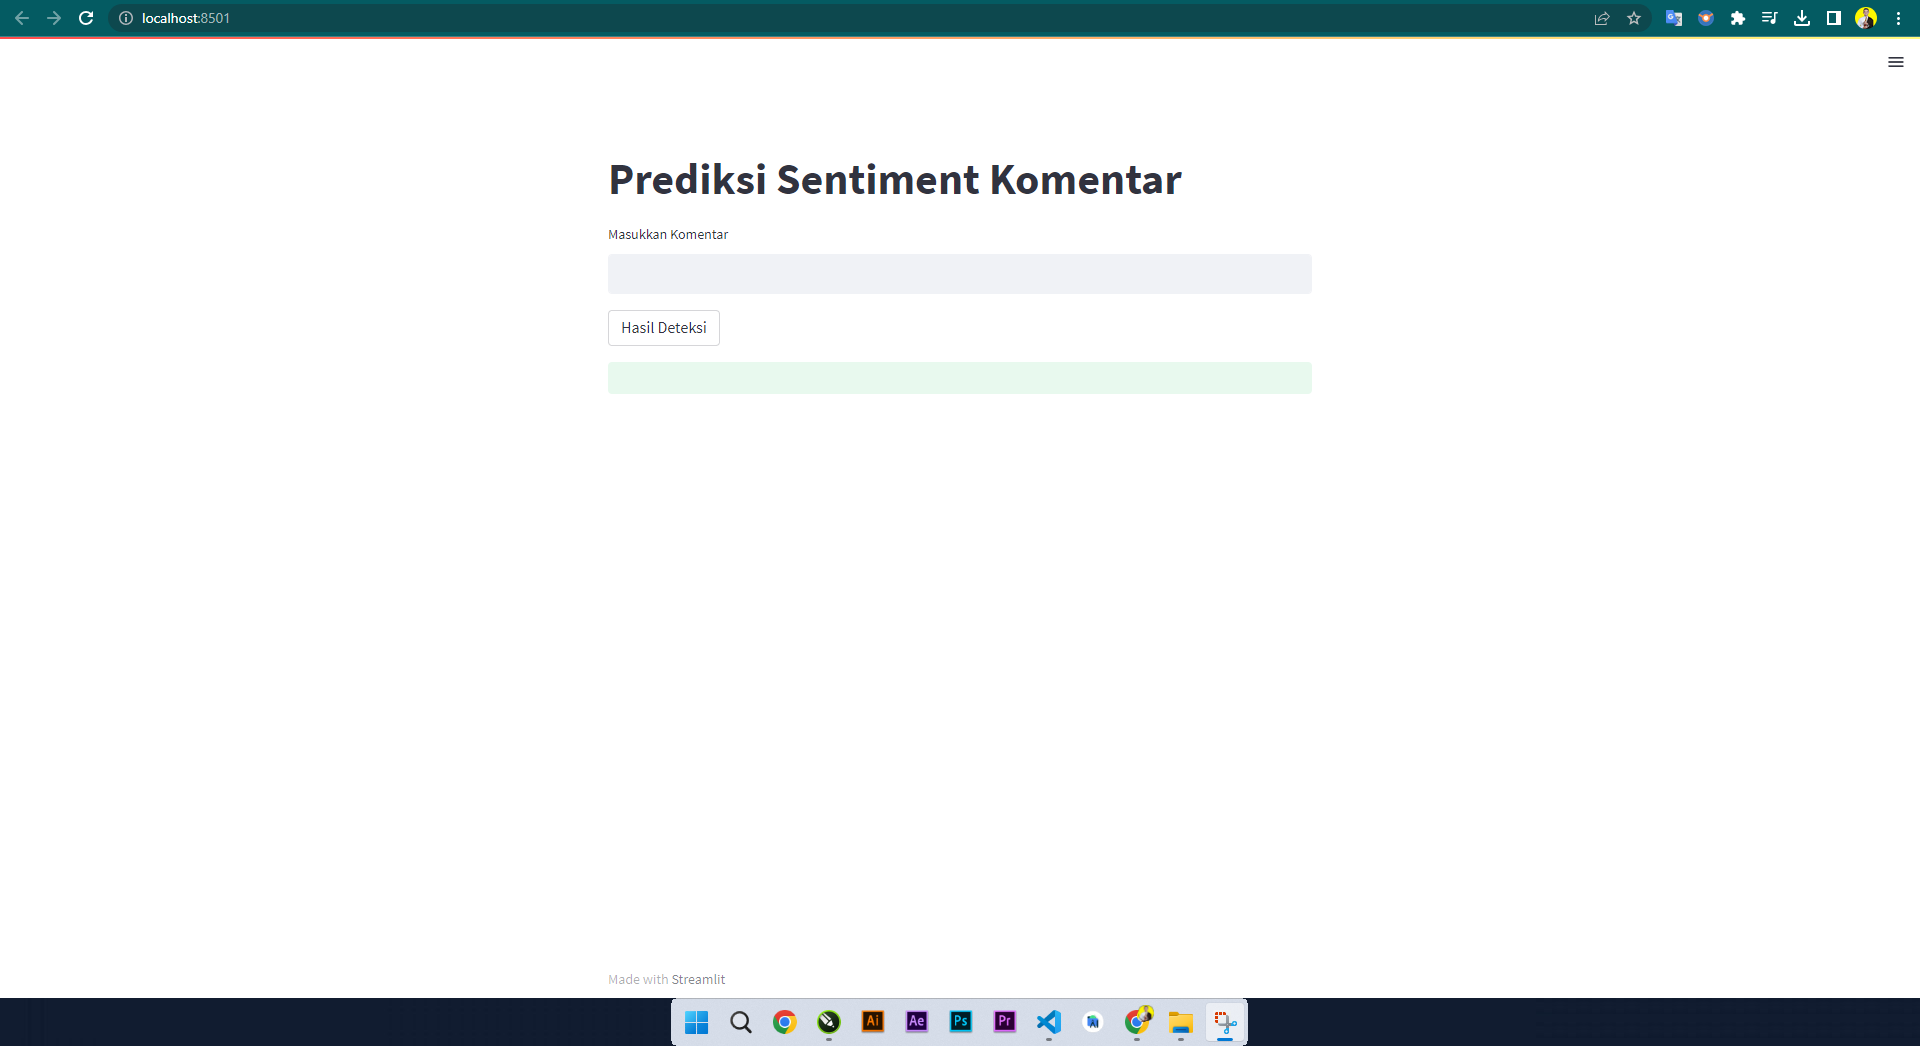 localhost:8501
Prediksi Sentiment Komentar
Masukkan Komentar
Hasil Deteksi
Made with Streamlit
Ai
Ae
Ps
Pr